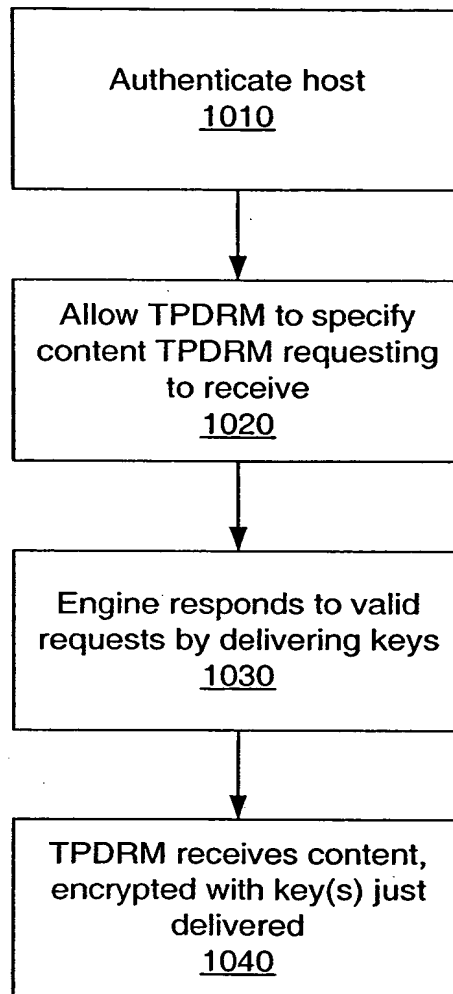 Authenticate host
1010
Allow TPDRM to specify
content TPDRM requesting
to receive
1020
Engine responds to valid
requests by delivering keys
1030
TPDRM receives content,
encrypted with key(s) just
delivered
1040